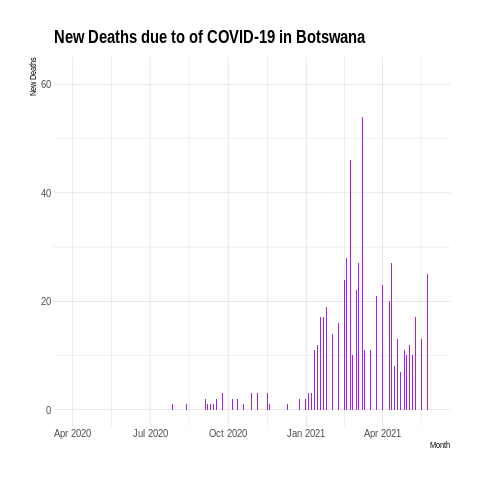 New Deaths due to of COVID-19 in Botswana
New Deaths
60
40
20
0
Apr 2020 Jul 2020 Oct 2020 Jan 2021 Apr 2021
Month